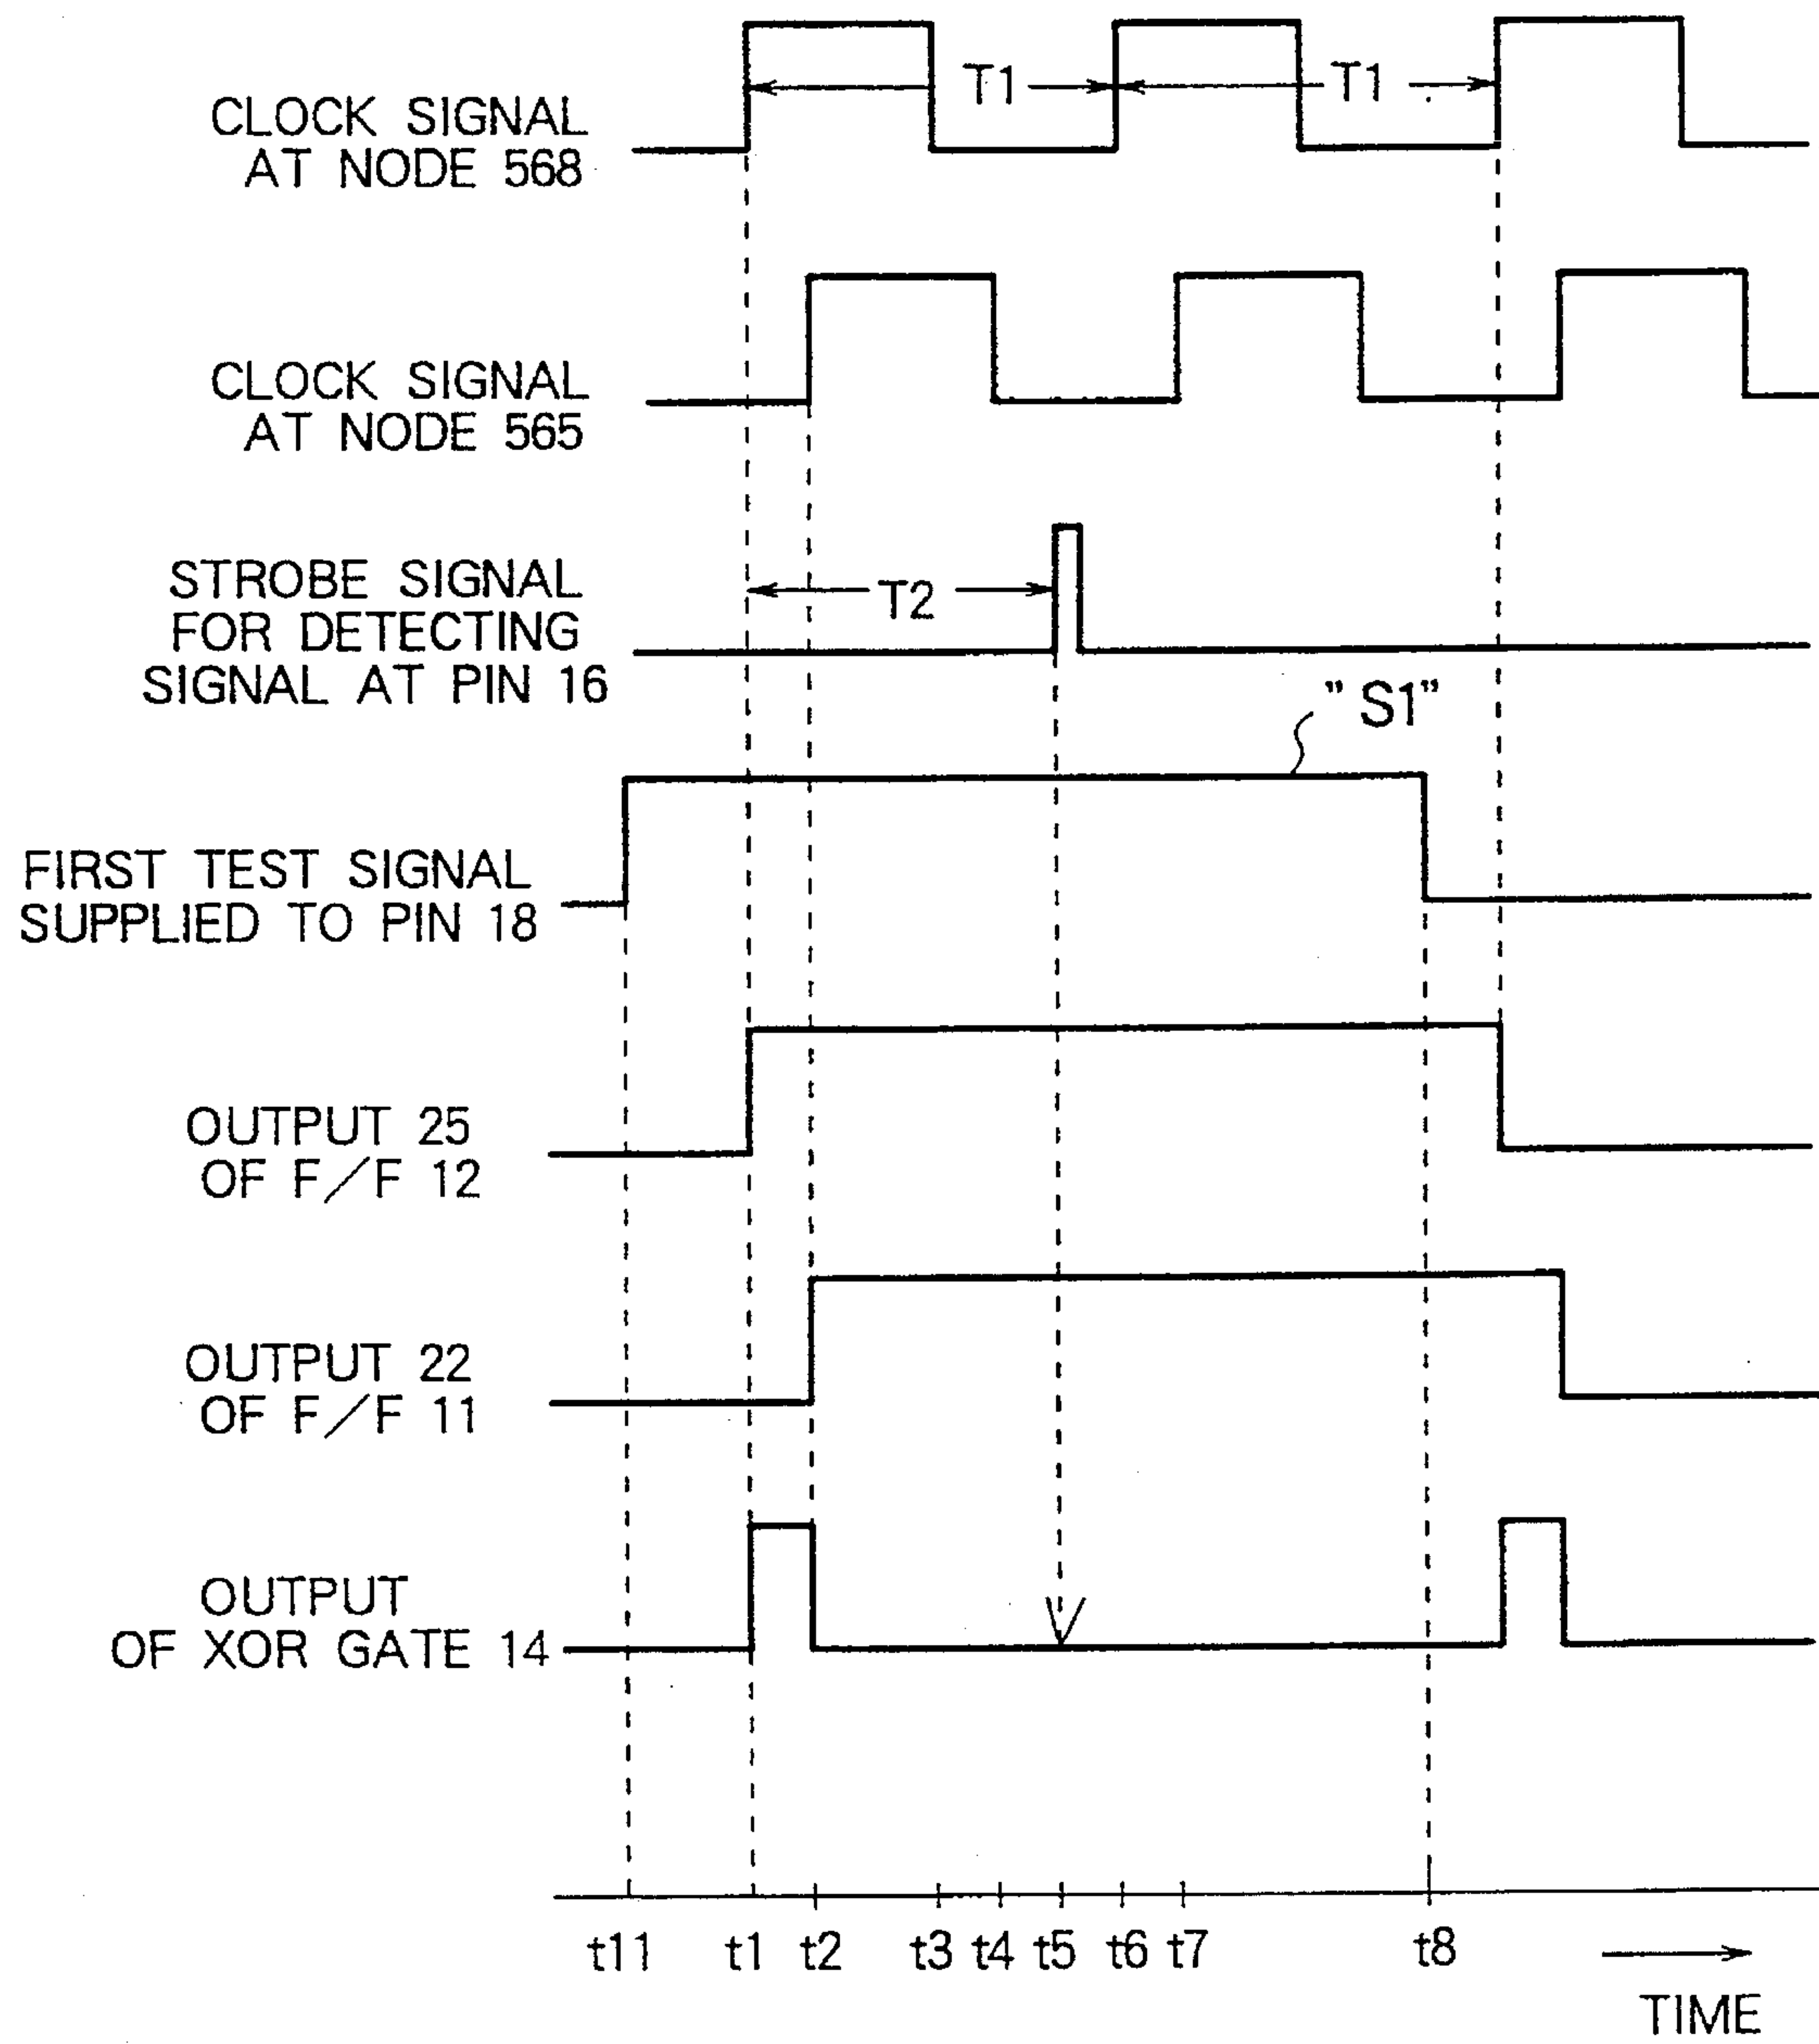 T1
T1
CLOCK SIGNAL
AT NODE 568
CLOCK SIGNAL
AT NODE 565
STROBE SIGNAL
FOR DETECTING
SIGNAL AT PIN 16
T2
"S1"
FIRST TEST SIGNAL
SUPPLIED TO PIN 18
OUTPUT 25
OF F/F 12
OUTPUT 22
OF F/F 11
OUTPUT
OF XOR GATE 14
t11 t1 t2 t3 t4 t5 t6 t7 t8
TIME